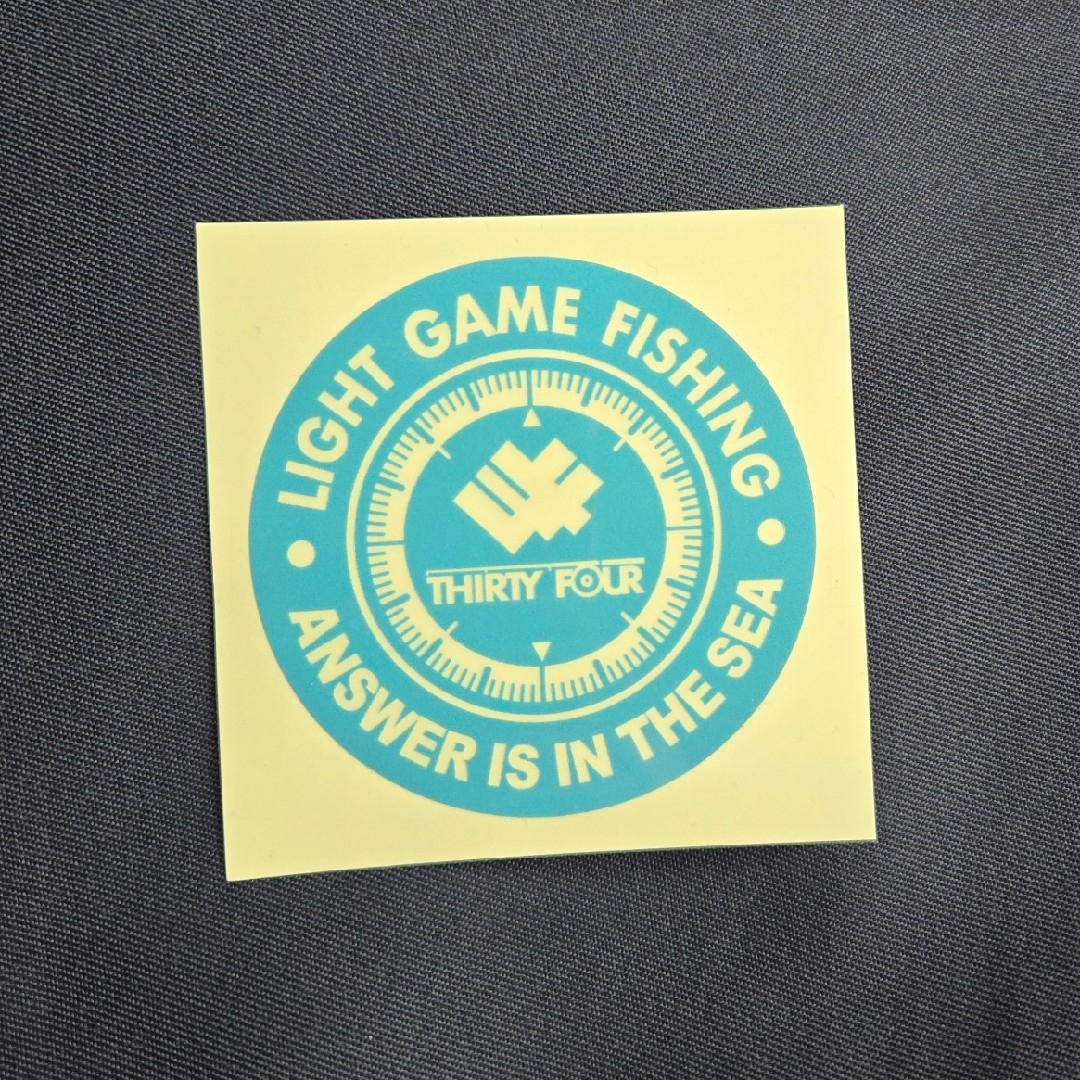 LIGHT GAME FISHING
THIRTY FOUR
ANSWER IS IN THE SEA